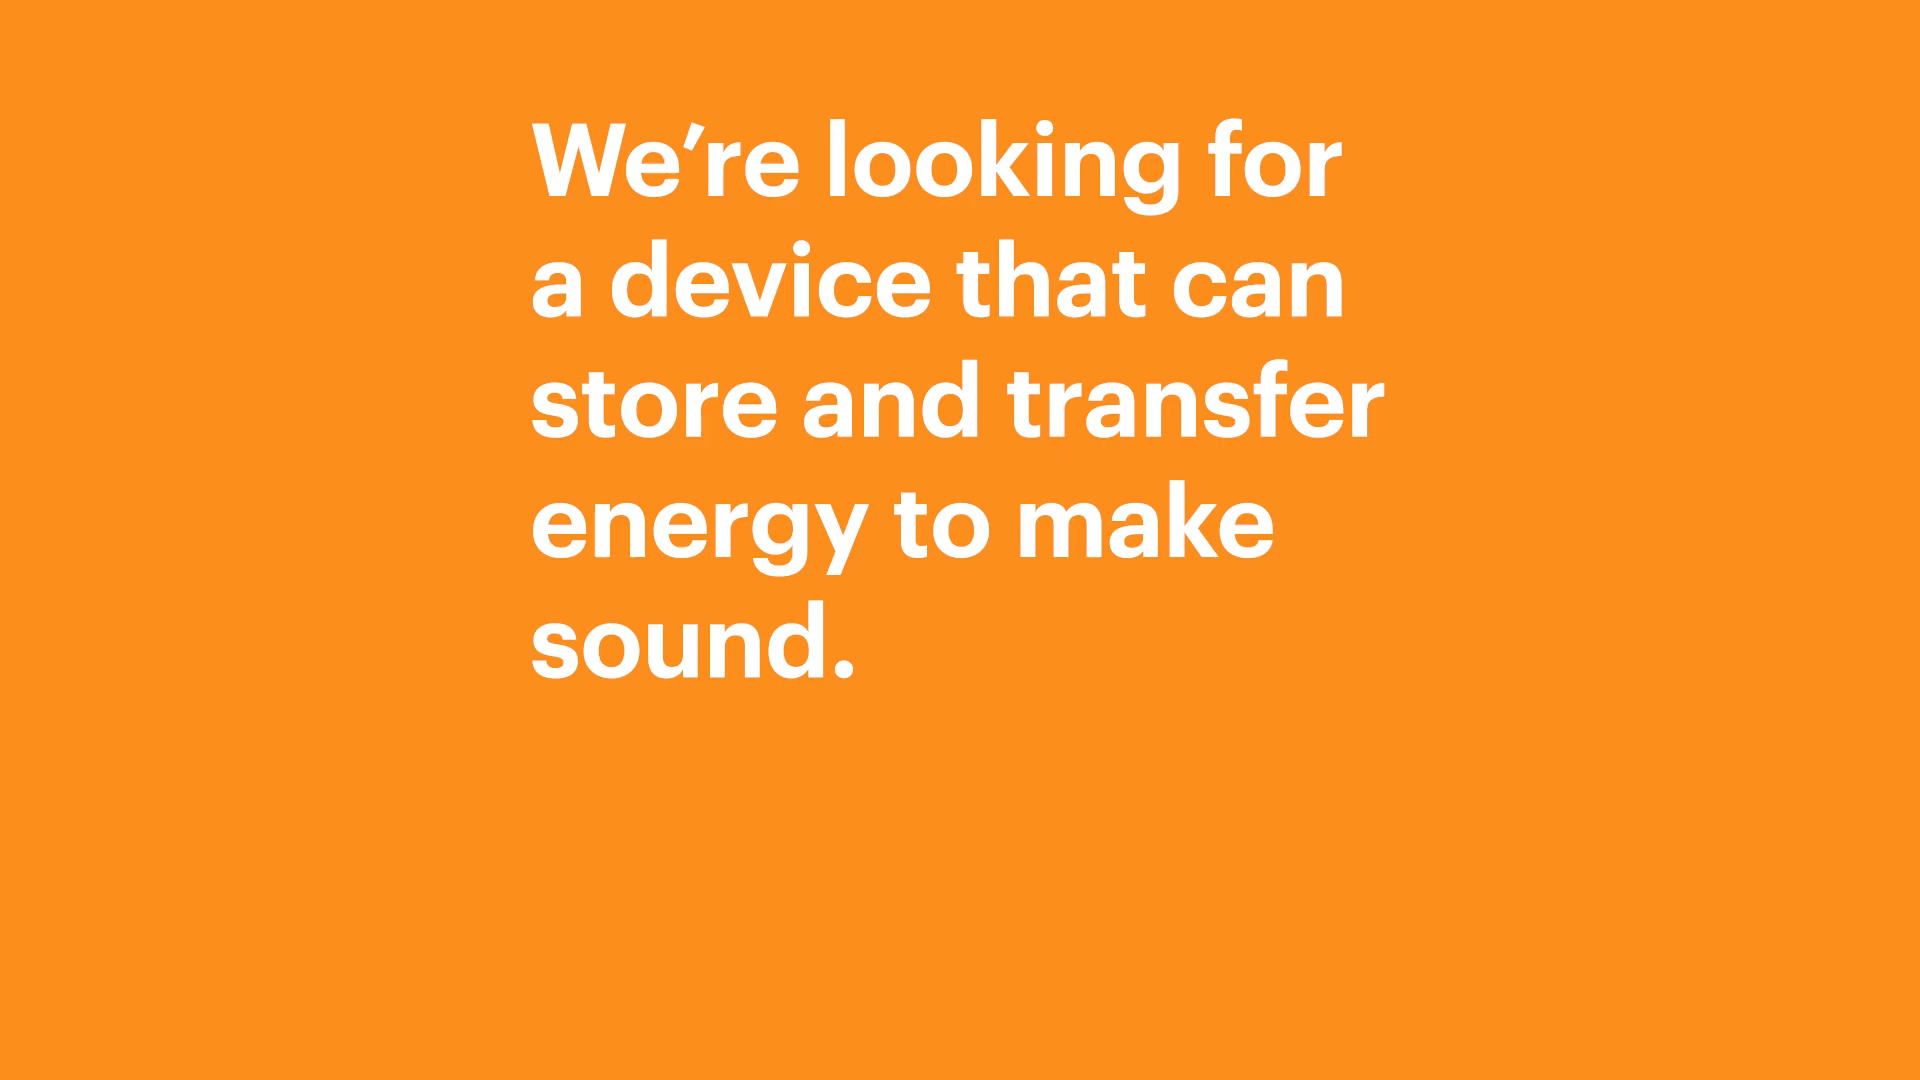 We’re looking for
a device that can
store and transfer
energy to make
sound.